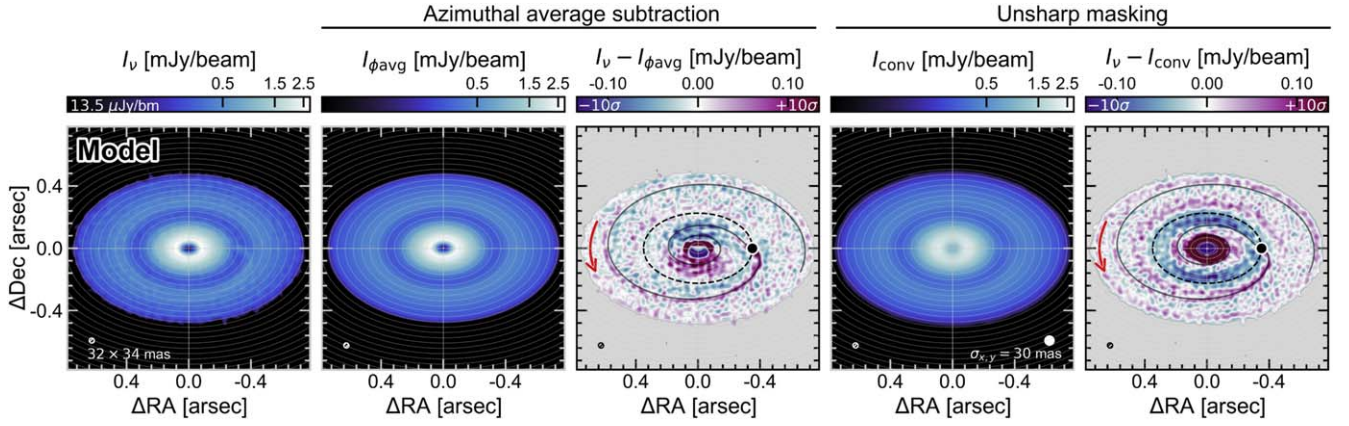 Azimuthal average subtraction
Unsharp masking
Iν [mJy/beam]
Iϕavg [mJy/beam]
Iν − Iϕavg [mJy/beam]
Iconv [mJy/beam]
Iν − Iconv [mJy/beam]
0.5 1.5 2.5
0.5 1.5 2.5
-0.10 0.00 0.10
0.5 1.5 2.5
-0.10 0.00 0.10
13.5 μJy/bm
−10σ +10σ
−10σ +10σ
Model
ΔDec [arsec]
0.4
0.0
-0.4
32 × 34 mas
σx,y = 30 mas
0.4 0.0 -0.4
0.4 0.0 -0.4
0.4 0.0 -0.4
0.4 0.0 -0.4
0.4 0.0 -0.4
ΔRA [arsec]
ΔRA [arsec]
ΔRA [arsec]
ΔRA [arsec]
ΔRA [arsec]